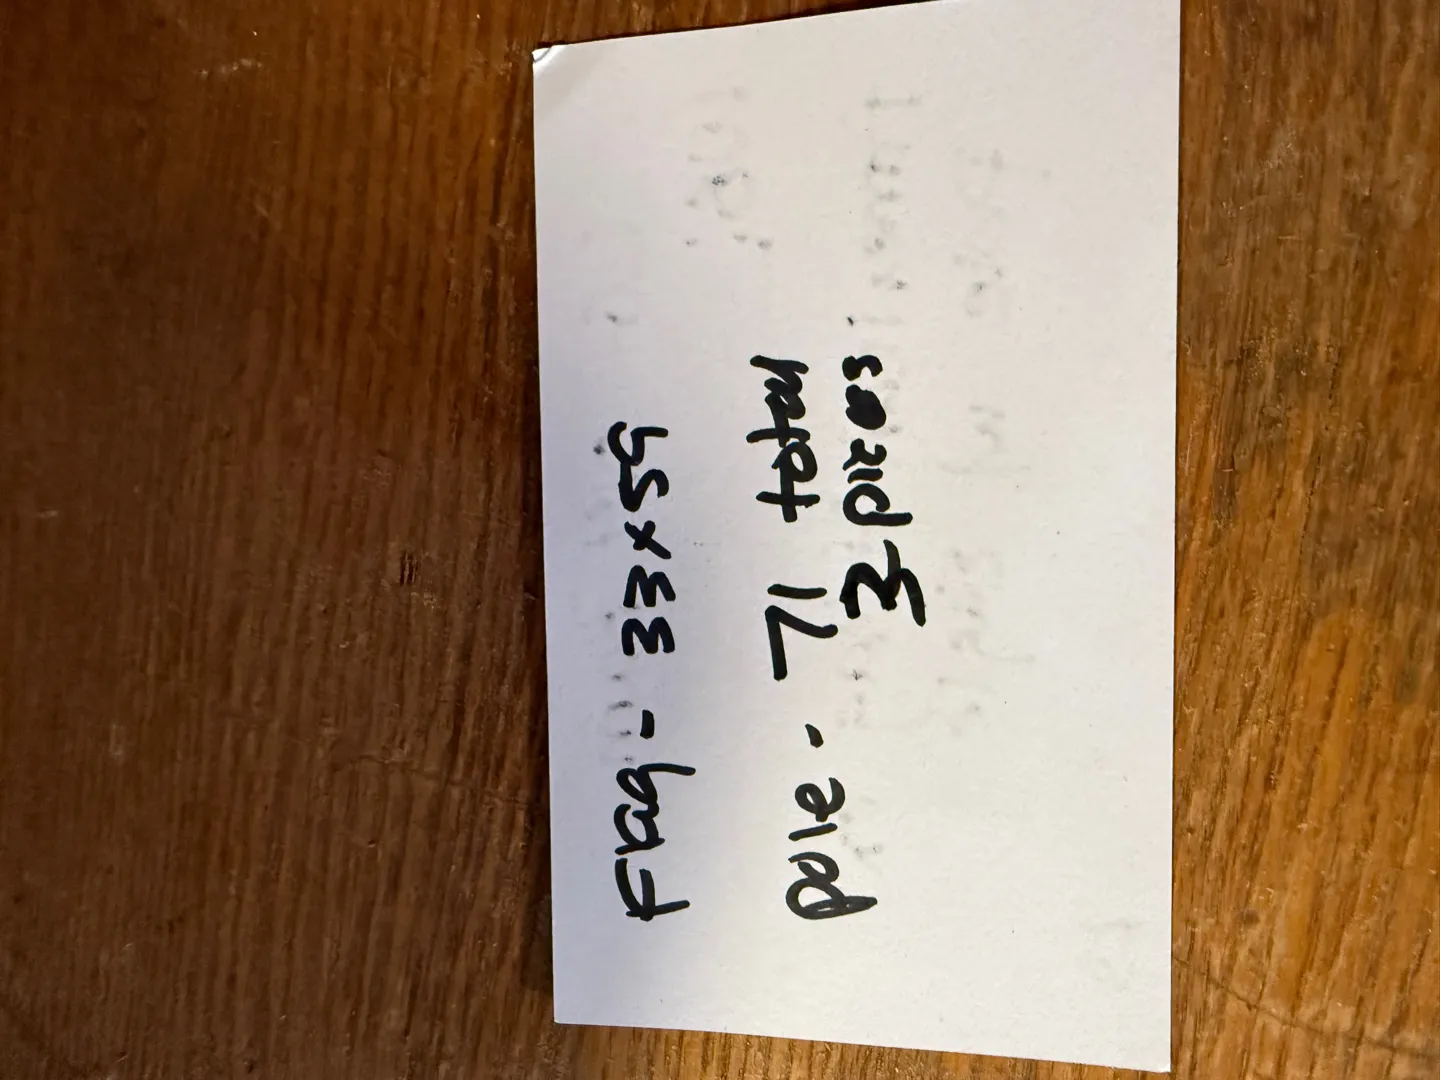 Flag - 33x55
pole - 71 total
3 pieces